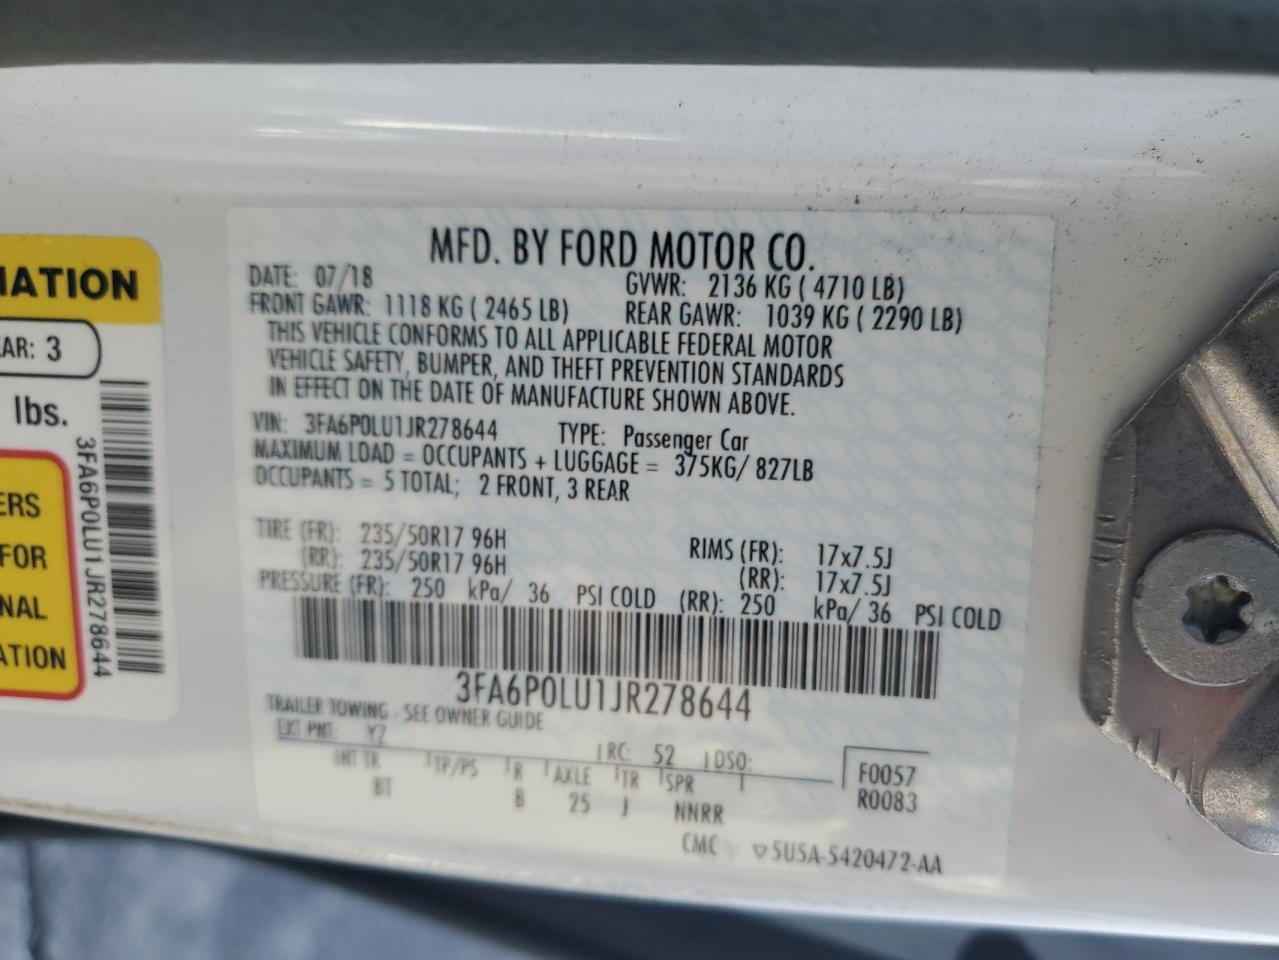 MFD. BY FORD MOTOR CO.
DATE: 07/18 GVWR: 2136 KG ( 4710 LB)
FRONT GAWR: 1118 KG ( 2465 LB) REAR GAWR: 1039 KG ( 2290 LB)
THIS VEHICLE CONFORMS TO ALL APPLICABLE FEDERAL MOTOR
VEHICLE SAFETY, BUMPER, AND THEFT PREVENTION STANDARDS
IN EFFECT ON THE DATE OF MANUFACTURE SHOWN ABOVE.
VIN: 3FA6P0LU1JR278644 TYPE: Passenger Car
MAXIMUM LOAD = OCCUPANTS + LUGGAGE = 375KG/ 827LB
OCCUPANTS = 5 TOTAL; 2 FRONT, 3 REAR
TIRE (FR): 235/50R17 96H RIMS (FR): 17x7.5J
(RR): 235/50R17 96H (RR): 17x7.5J
PRESSURE (FR): 250 kPa/ 36 PSI COLD (RR): 250 kPa/ 36 PSI COLD
3FA6P0LU1JR278644
TRAILER TOWING - SEE OWNER GUIDE
EXT PNT: YZ RC: 52 DSO:
INT TR TP/PS R AXLE TR SPR F0057
BT B 25 J NNRR R0083
CMC 5U5A-5420472-AA
MATION
EAR: 3
lbs.
3FA6P0LU1JR278644
ERS
FOR
NAL
ATION